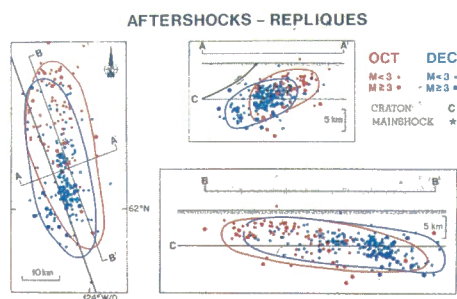 AFTERSHOCKS – REPLIQUES
B
A
A'
B'
62°N
10 km
124°W/O
A
A'
C
5 km
OCT DEC
M<3 • M<3 •
M≥3 • M≥3 •
CRATON C
MAINSHOCK *
B
B'
C
5 km